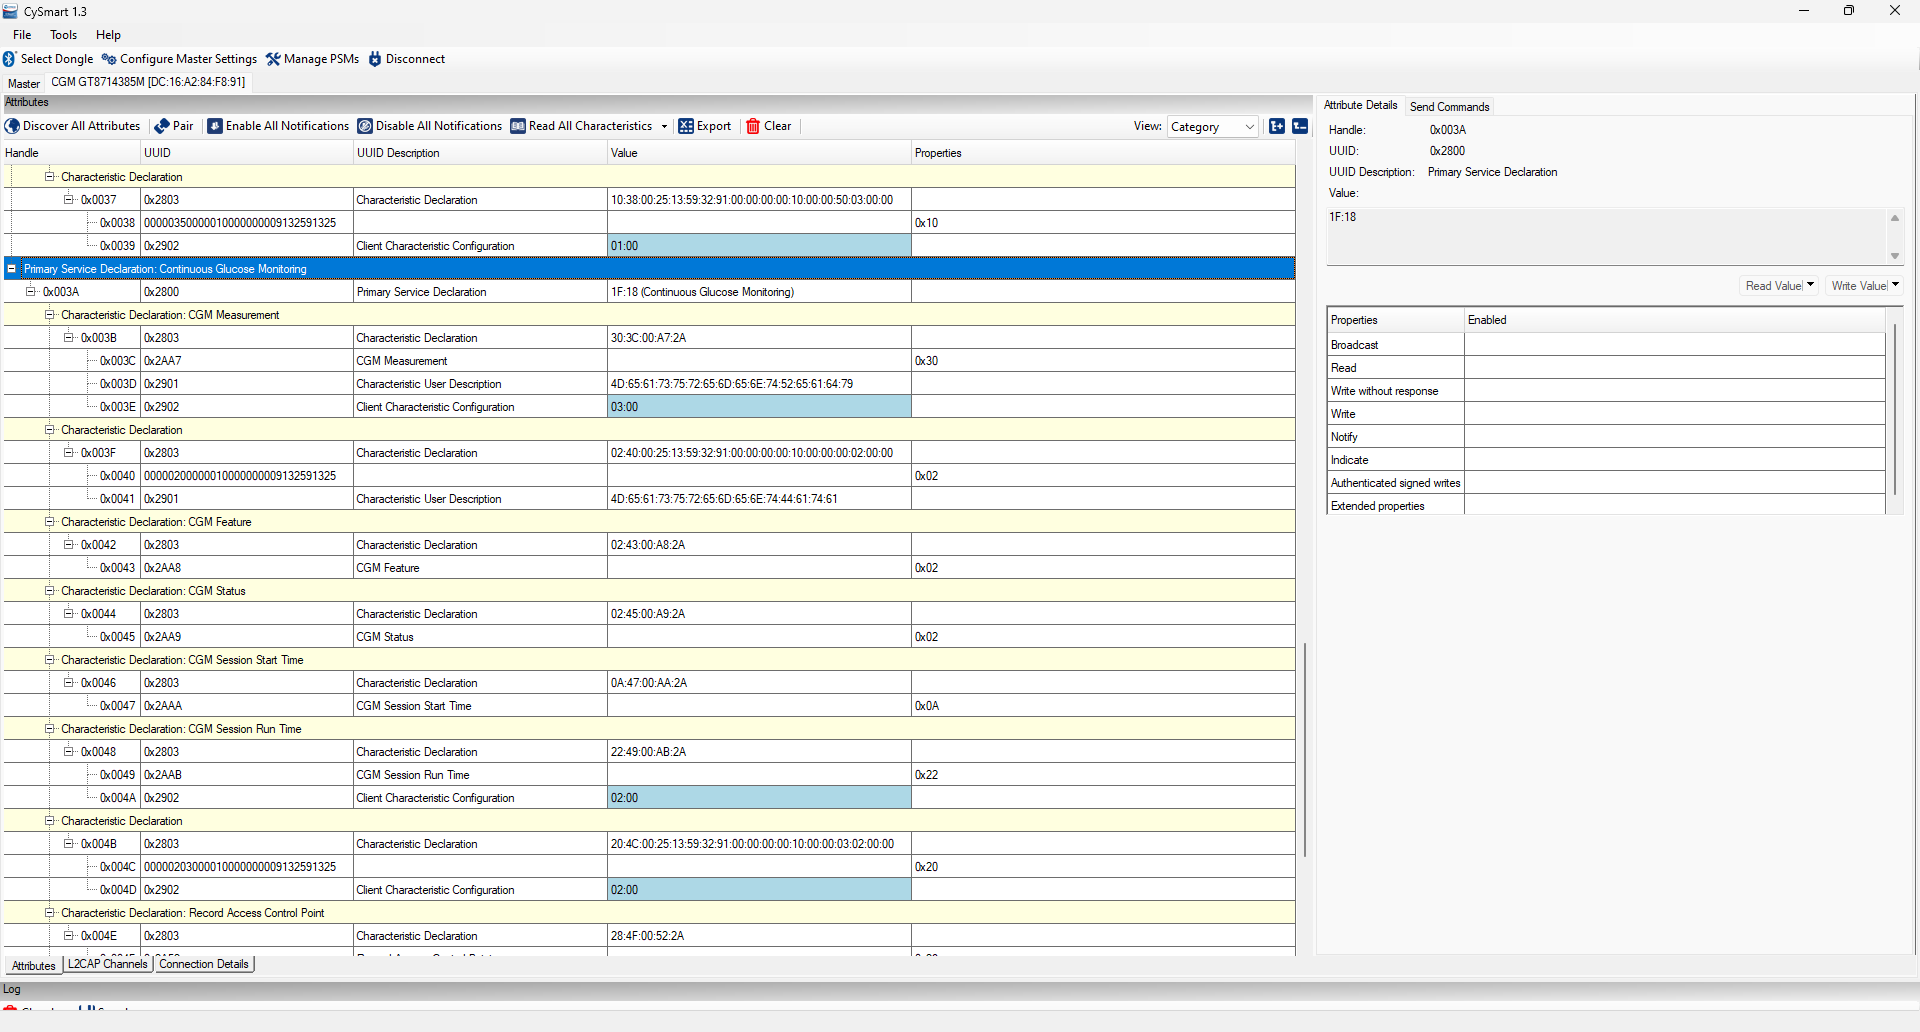 CySmart 1.3
File Tools Help
Select Dongle Configure Master Settings Manage PSMs Disconnect
Master CGM GT8714385M [DC:16:A2:84:F8:91]
Attributes
Discover All Attributes Pair Enable All Notifications Disable All Notifications Read All Characteristics Export Clear View: Category
Handle UUID UUID Description Value Properties
Characteristic Declaration
0x0037 0x2803 Characteristic Declaration 10:38:00:25:13:59:32:91:00:00:00:00:10:00:00:50:03:00:00
0x0038 00000350000010000000009132591325 0x10
0x0039 0x2902 Client Characteristic Configuration 01:00
Primary Service Declaration: Continuous Glucose Monitoring
0x003A 0x2800 Primary Service Declaration 1F:18 (Continuous Glucose Monitoring)
Characteristic Declaration: CGM Measurement
0x003B 0x2803 Characteristic Declaration 30:3C:00:A7:2A
0x003C 0x2AA7 CGM Measurement 0x30
0x003D 0x2901 Characteristic User Description 4D:65:61:73:75:72:65:6D:65:6E:74:52:65:61:64:79
0x003E 0x2902 Client Characteristic Configuration 03:00
Characteristic Declaration
0x003F 0x2803 Characteristic Declaration 02:40:00:25:13:59:32:91:00:00:00:00:10:00:00:00:02:00:00
0x0040 00000200000010000000009132591325 0x02
0x0041 0x2901 Characteristic User Description 4D:65:61:73:75:72:65:6D:65:6E:74:44:61:74:61
Characteristic Declaration: CGM Feature
0x0042 0x2803 Characteristic Declaration 02:43:00:A8:2A
0x0043 0x2AA8 CGM Feature 0x02
Characteristic Declaration: CGM Status
0x0044 0x2803 Characteristic Declaration 02:45:00:A9:2A
0x0045 0x2AA9 CGM Status 0x02
Characteristic Declaration: CGM Session Start Time
0x0046 0x2803 Characteristic Declaration 0A:47:00:AA:2A
0x0047 0x2AAA CGM Session Start Time 0x0A
Characteristic Declaration: CGM Session Run Time
0x0048 0x2803 Characteristic Declaration 22:49:00:AB:2A
0x0049 0x2AAB CGM Session Run Time 0x22
0x004A 0x2902 Client Characteristic Configuration 02:00
Characteristic Declaration
0x004B 0x2803 Characteristic Declaration 20:4C:00:25:13:59:32:91:00:00:00:00:10:00:00:03:02:00:00
0x004C 00000203000010000000009132591325 0x20
0x004D 0x2902 Client Characteristic Configuration 02:00
Characteristic Declaration: Record Access Control Point
0x004E 0x2803 Characteristic Declaration 28:4F:00:52:2A
Attributes L2CAP Channels Connection Details
Log
Attribute Details Send Commands
Handle: 0x003A
UUID: 0x2800
UUID Description: Primary Service Declaration
Value:
1F:18
Read Value Write Value
Properties Enabled
Broadcast
Read
Write without response
Write
Notify
Indicate
Authenticated signed writes
Extended properties